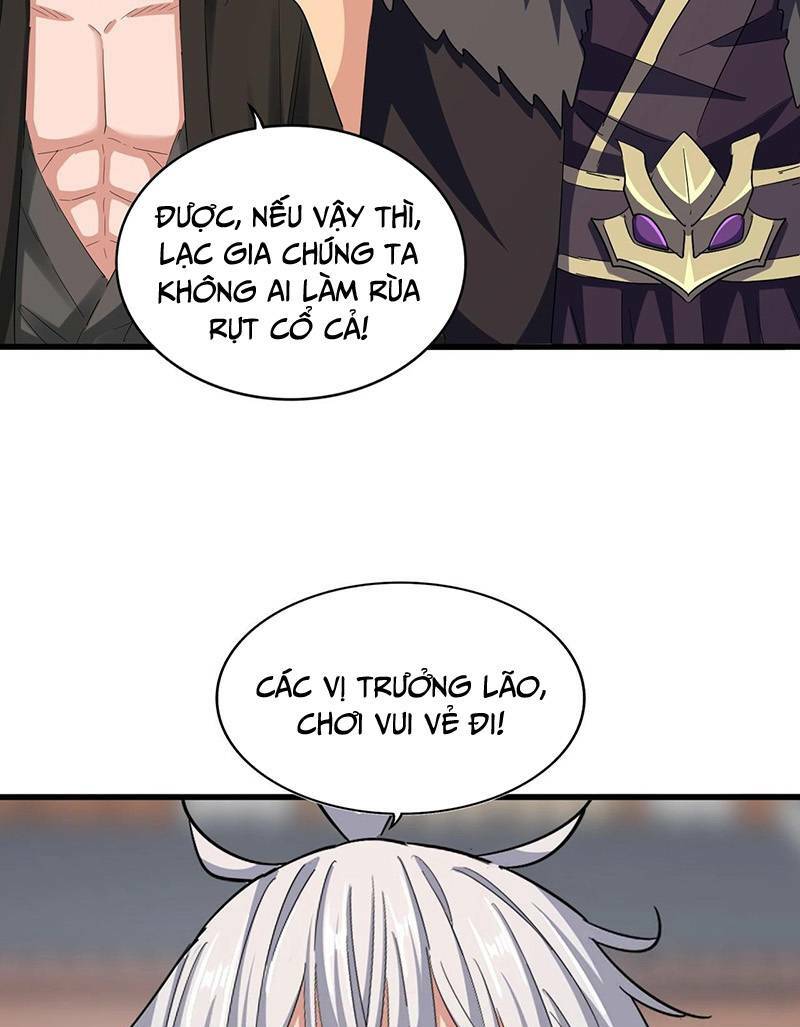 ĐƯỢC, NẾU VẬY THÌ,
LẠC GIA CHÚNG TA
KHÔNG AI LÀM RÙA
RỤT CỔ CẢ!
CÁC VỊ TRƯỞNG LÃO,
CHƠI VUI VẺ ĐI!